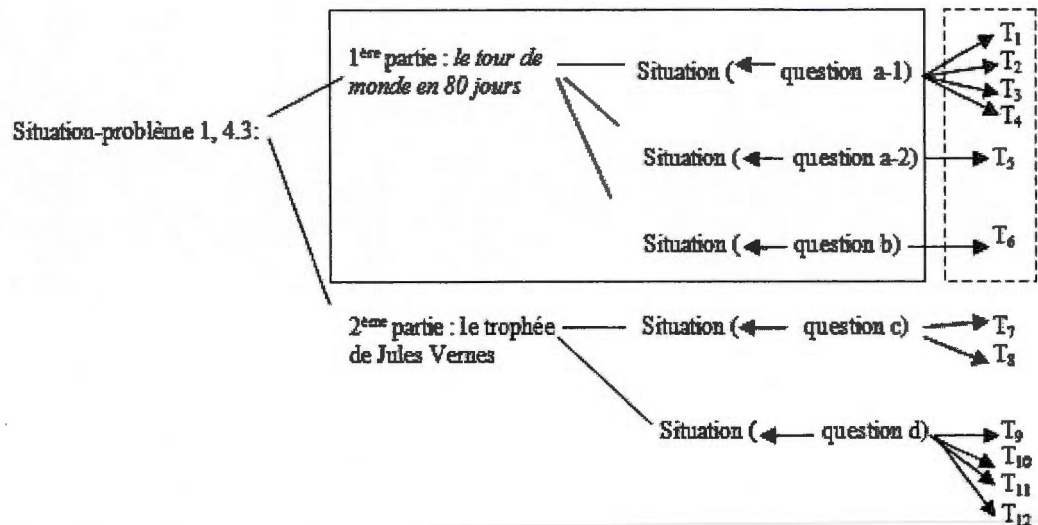 Situation-problème 1, 4.3:
1ère partie : le tour de
monde en 80 jours
Situation (← question a-1)
T1
T2
T3
T4
Situation (← question a-2)
T5
Situation (← question b)
T6
2ème partie : le trophée
de Jules Vernes
Situation (← question c)
T7
T8
Situation (← question d)
T9
T10
T11
T12